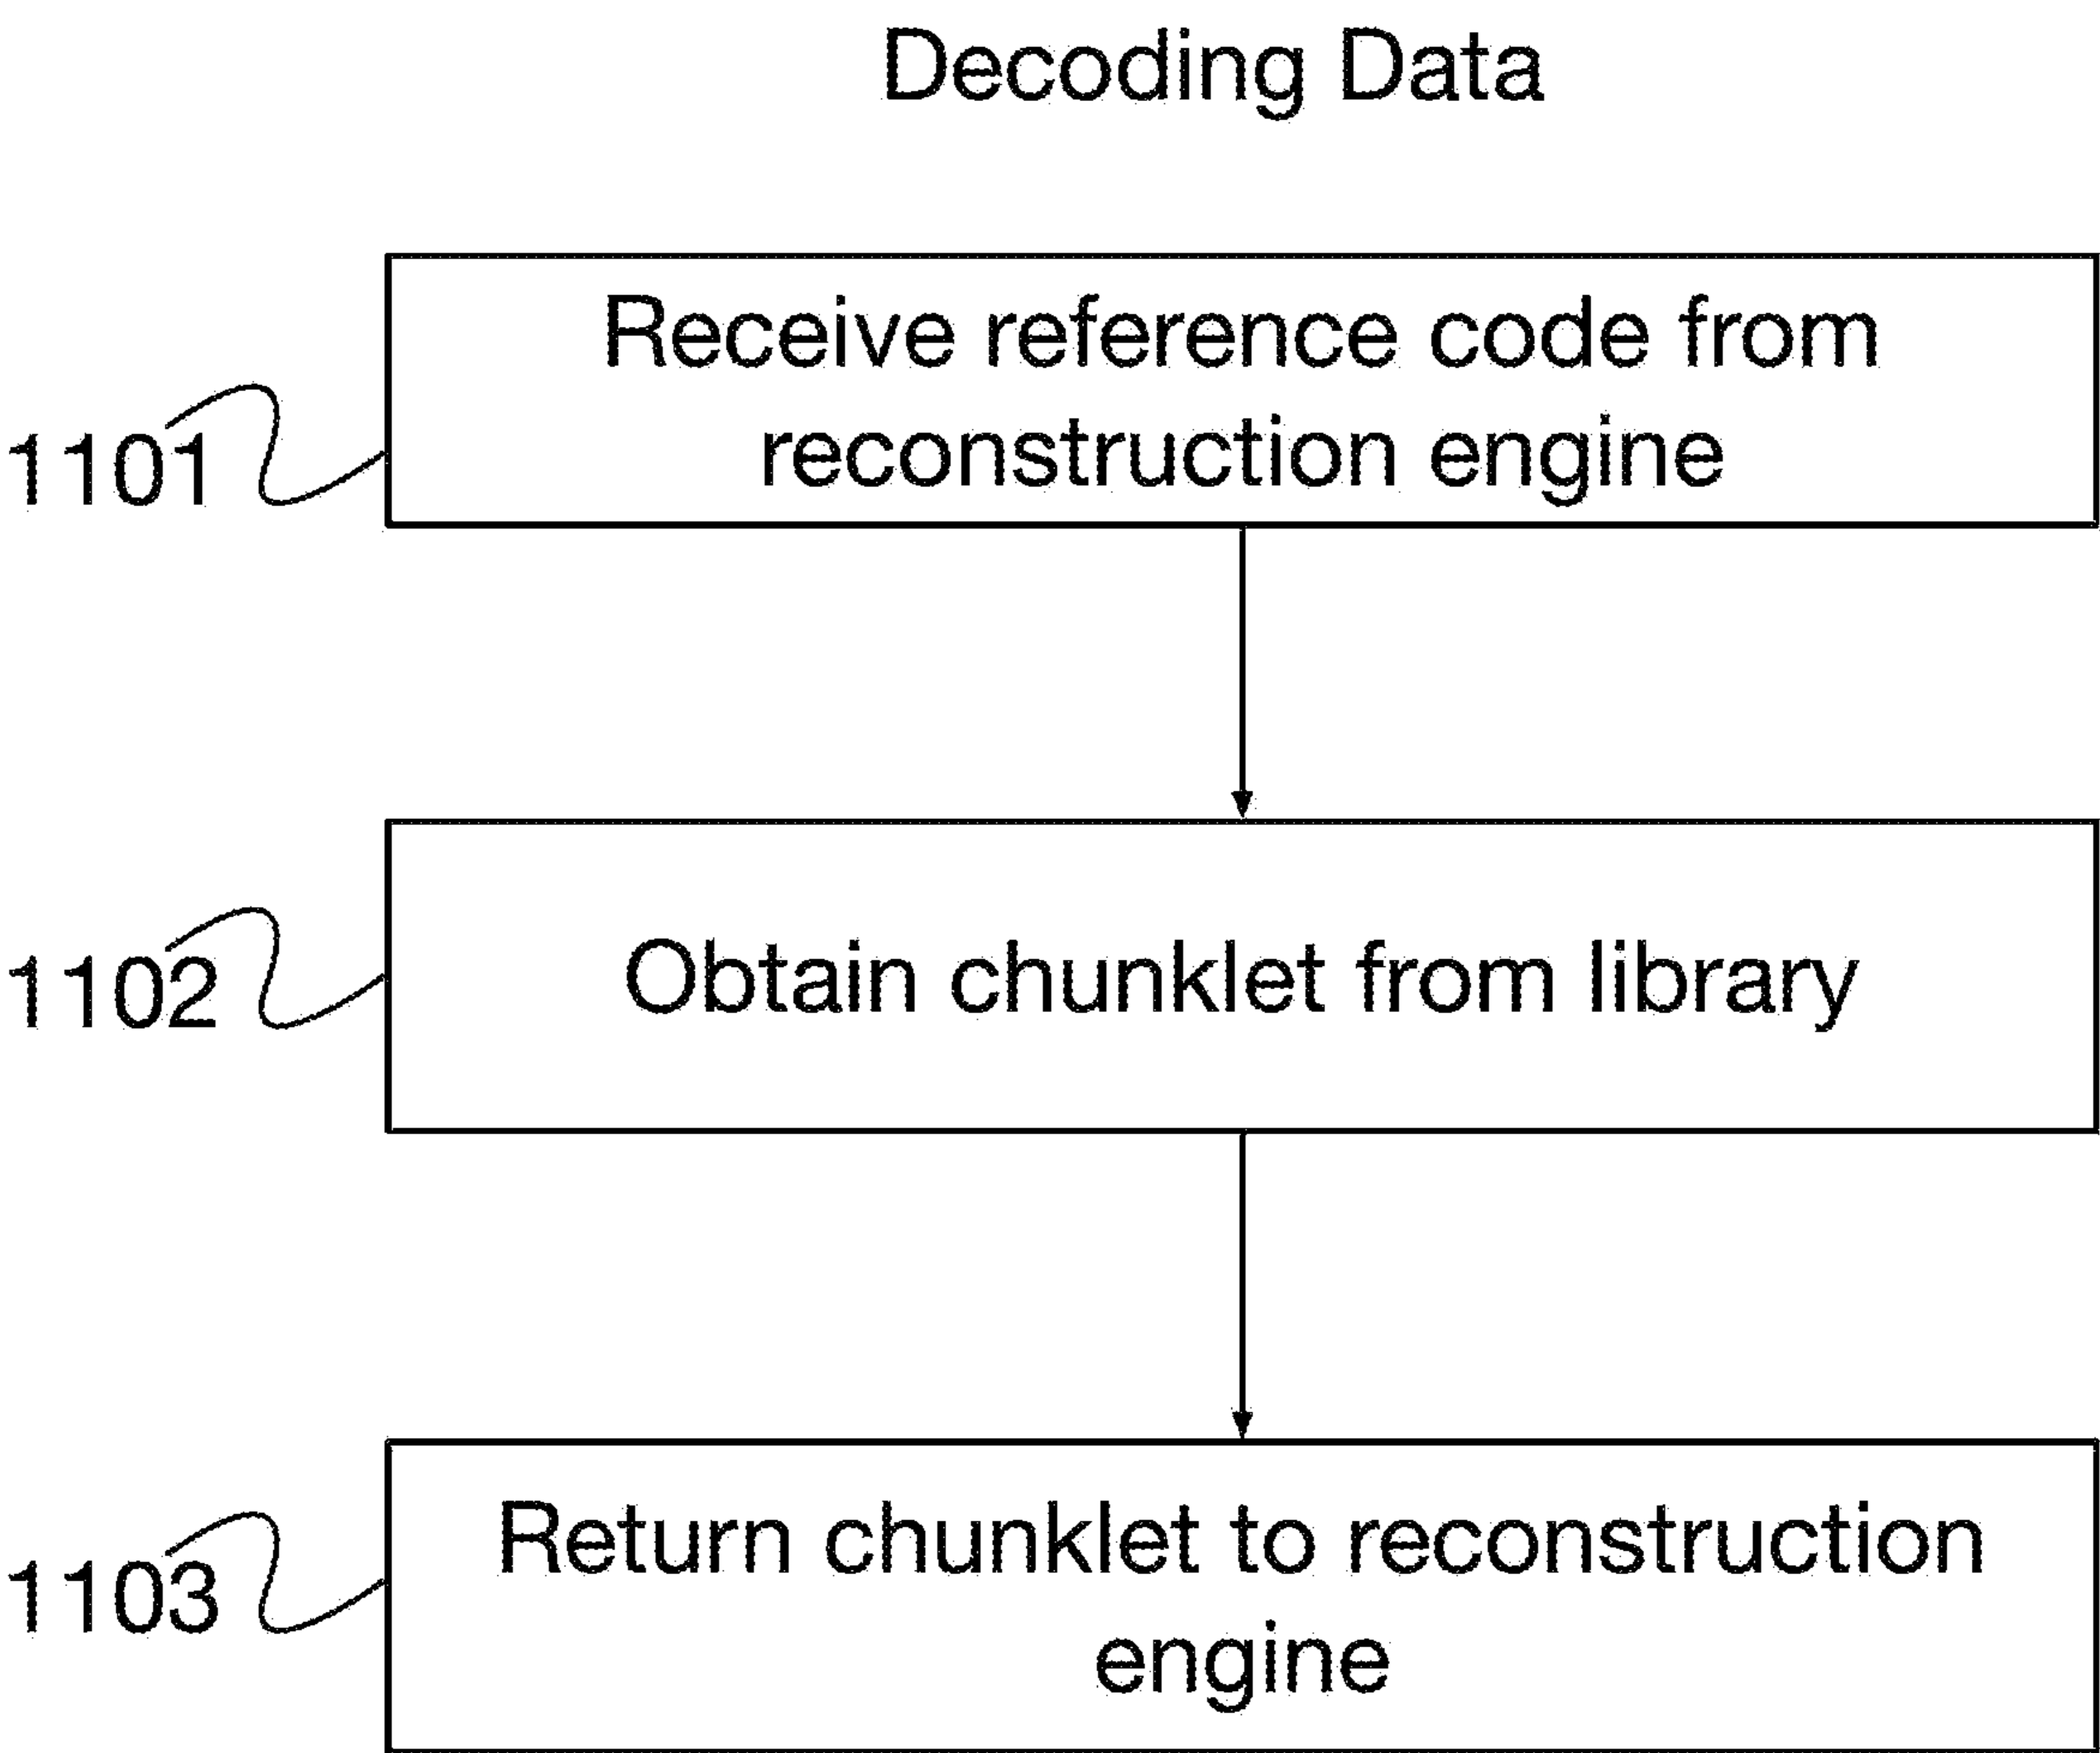 Decoding Data
1101
Receive reference code from
reconstruction engine
1102
Obtain chunklet from library
1103
Return chunklet to reconstruction
engine